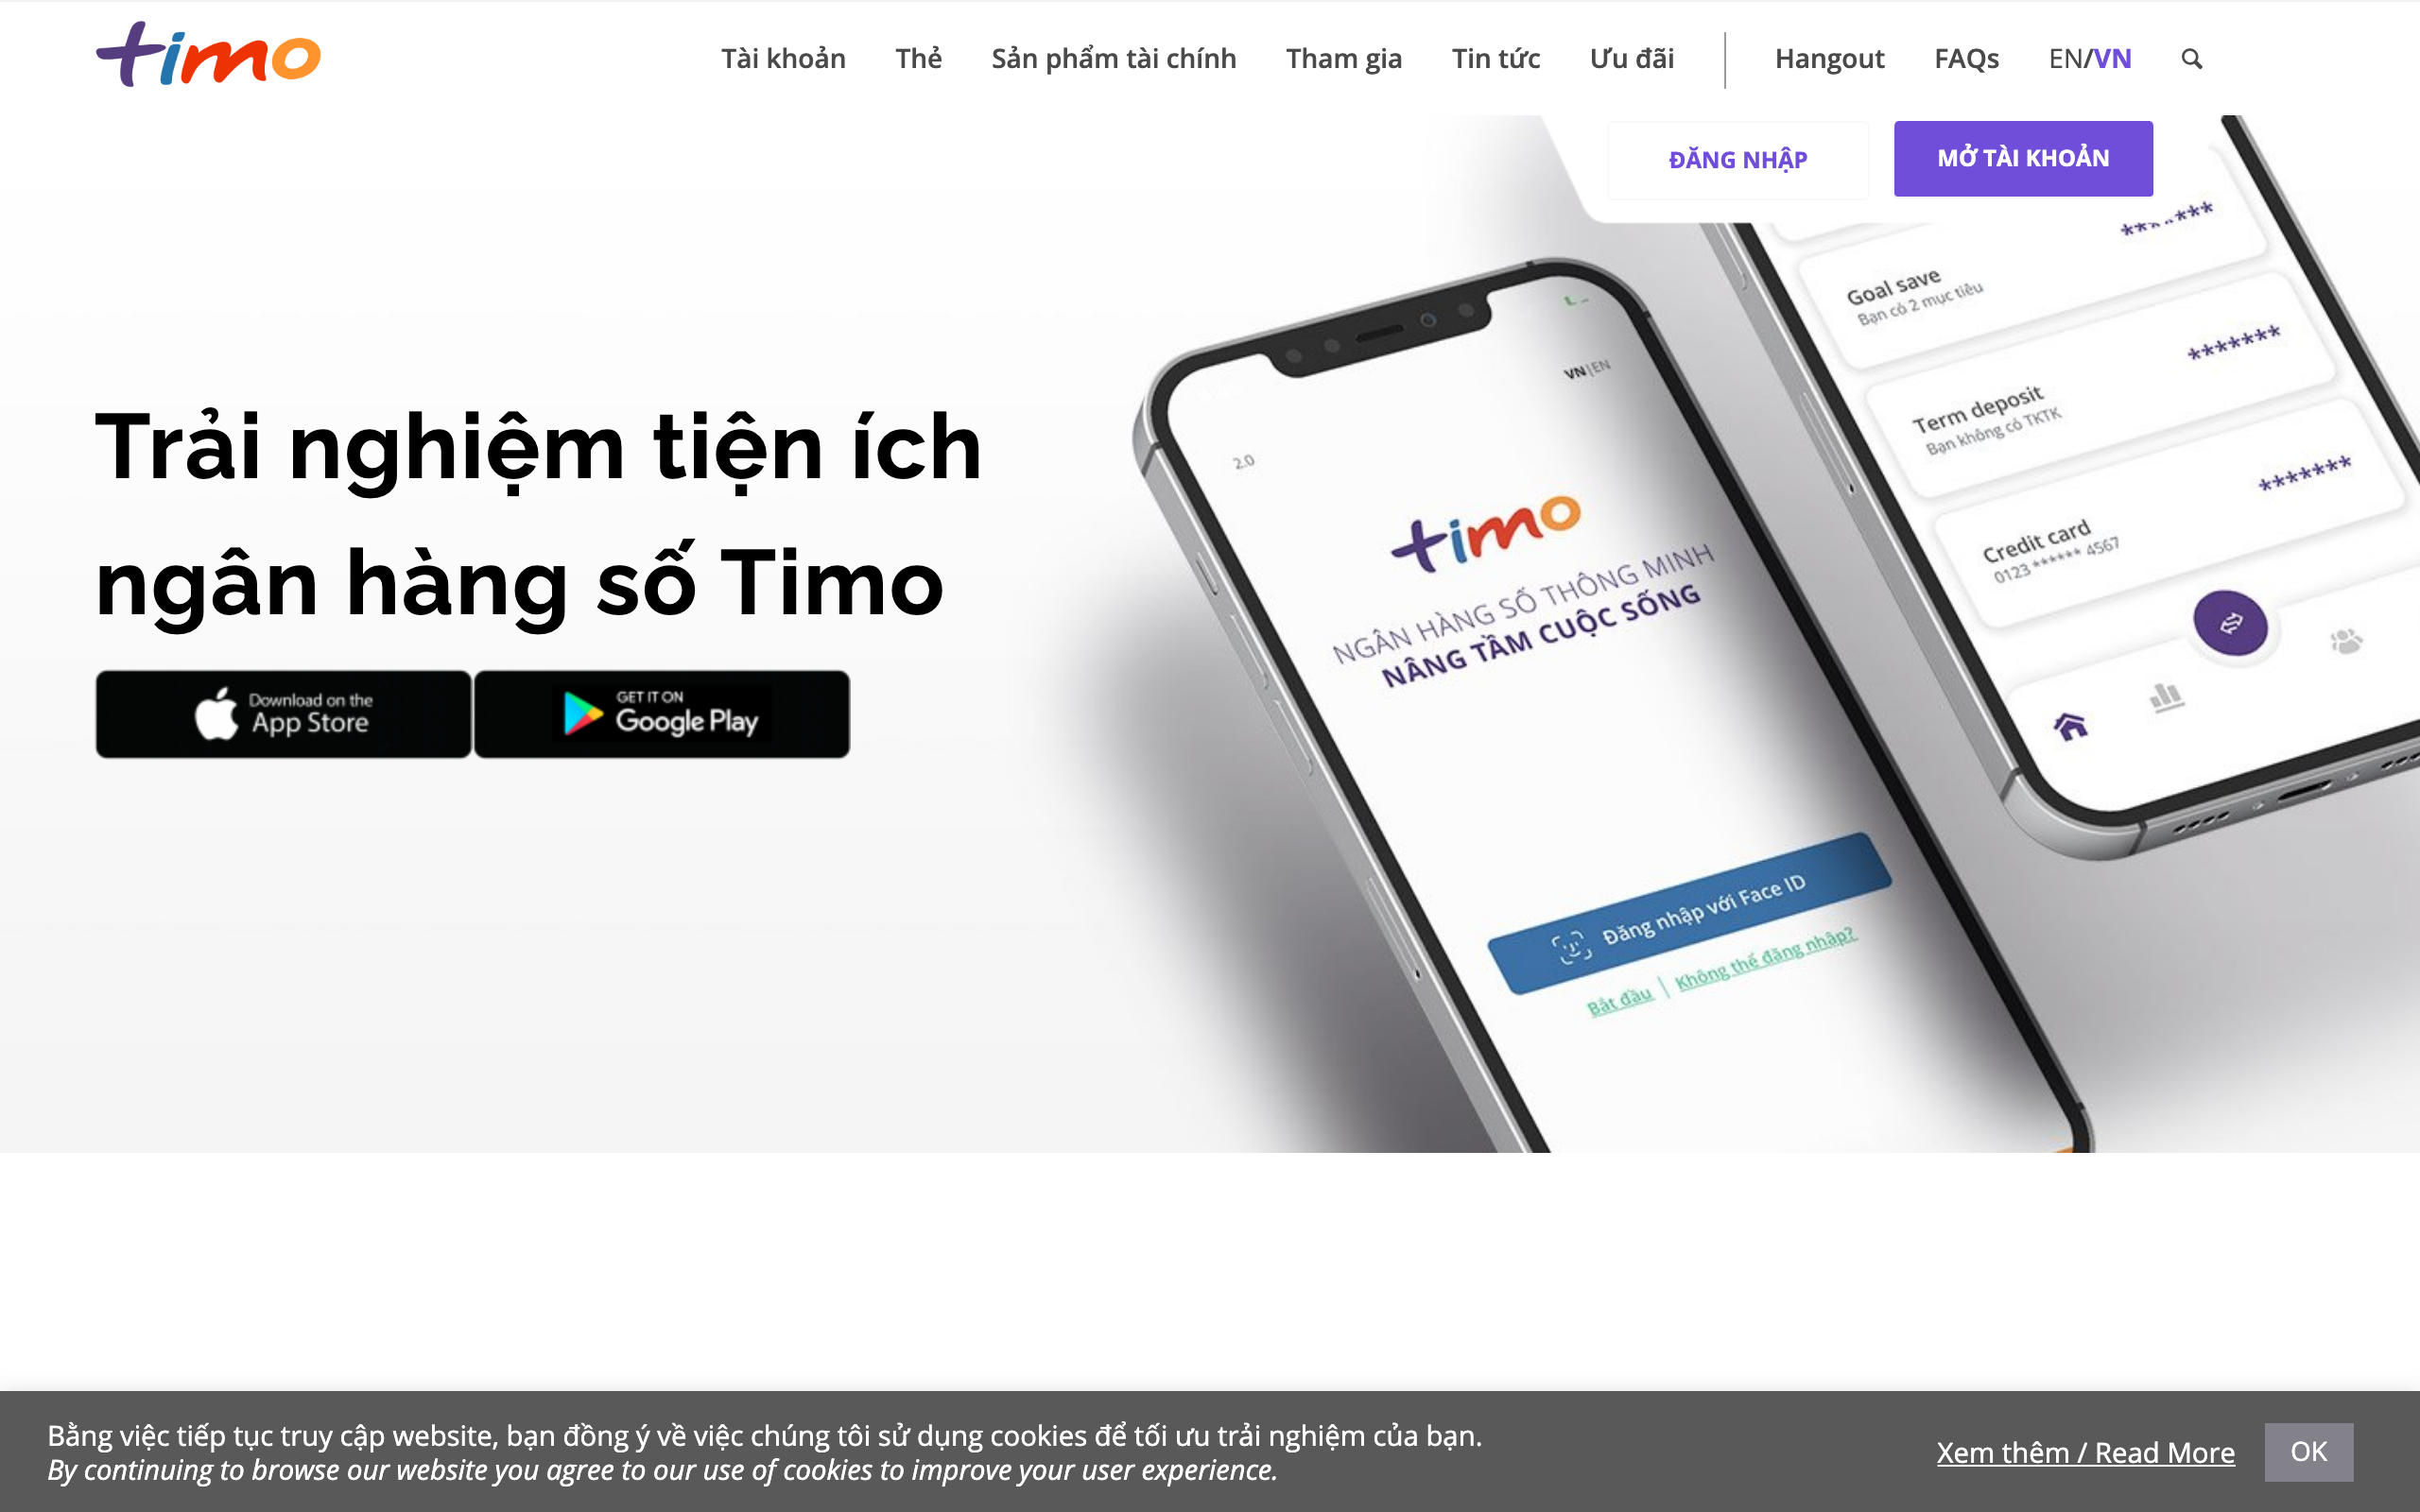 timo
Tài khoản
Thẻ
Sản phẩm tài chính
Tham gia
Tin tức
Ưu đãi
Hangout
FAQs
EN/VN
ĐĂNG NHẬP
MỞ TÀI KHOẢN
Trải nghiệm tiện ích
ngân hàng số Timo
Download on the
App Store
GET IT ON
Google Play
VN|EN
2.0
timo
NGÂN HÀNG SỐ THÔNG MINH
NÂNG TẦM CUỘC SỐNG
Đăng nhập với Face ID
Bắt đầu | Không thể đăng nhập?
*******
Goal save
Bạn có 2 mục tiêu
*******
Term deposit
Bạn không có TKTK
*******
Credit card
0123 ***** 4567
Bằng việc tiếp tục truy cập website, bạn đồng ý về việc chúng tôi sử dụng cookies để tối ưu trải nghiệm của bạn.
By continuing to browse our website you agree to our use of cookies to improve your user experience.
Xem thêm / Read More
OK